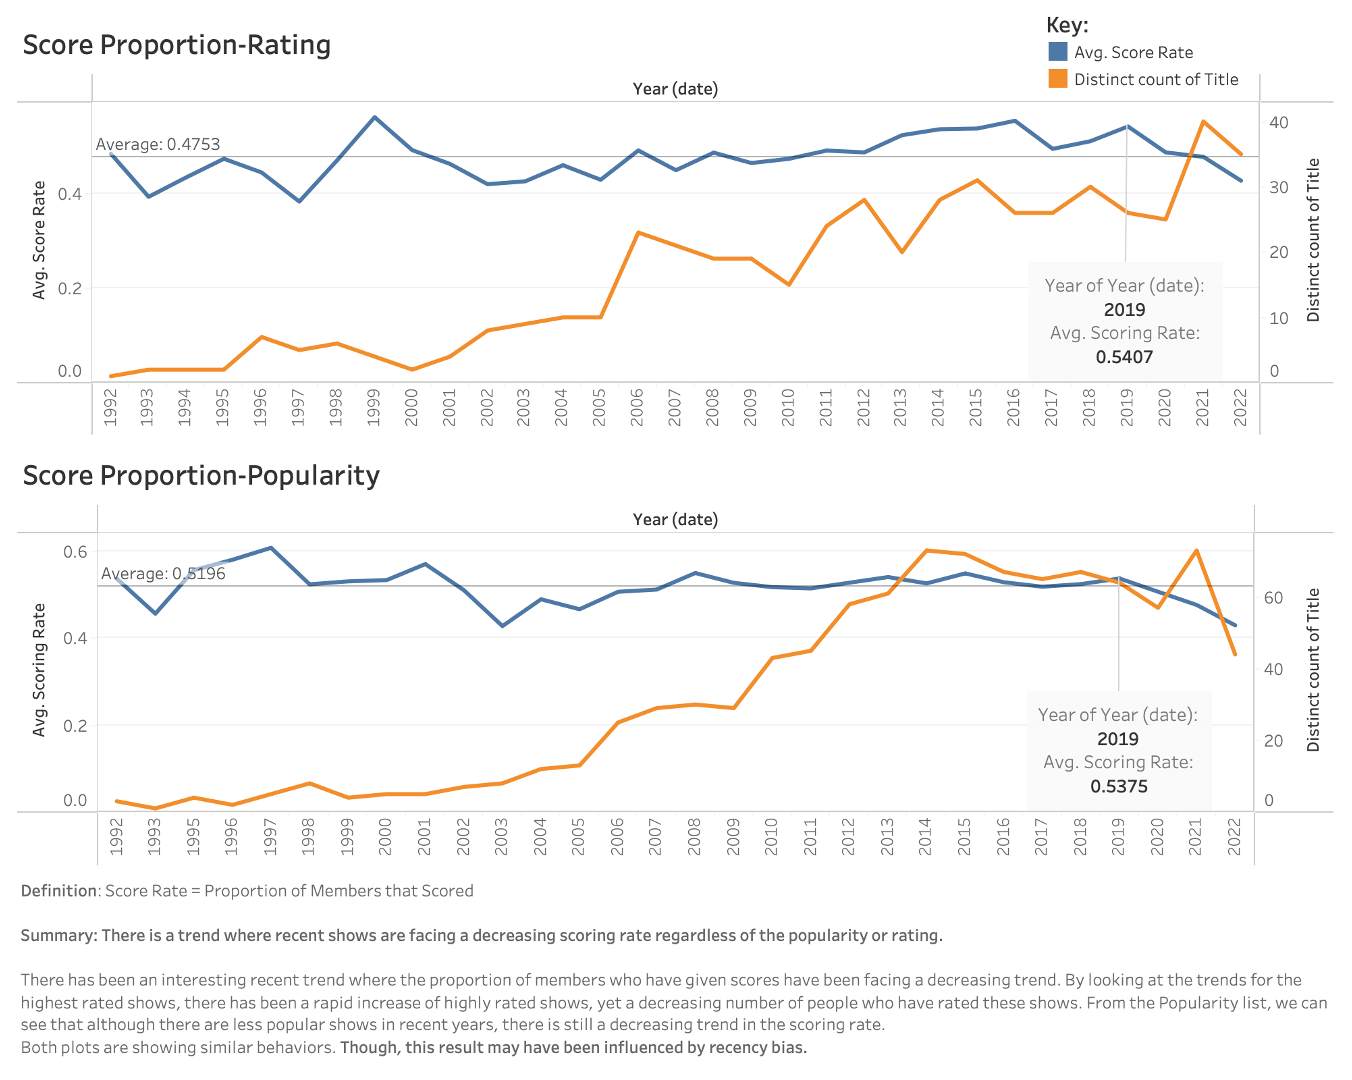 Key:
Score Proportion-Rating
Avg. Score Rate
Distinct count of Title
Year (date)
Average: 0.4753
0.4
0.2
0.0
Avg. Score Rate
40
30
20
10
0
Distinct count of Title
Year of Year (date):
2019
Avg. Scoring Rate:
0.5407
1992 1993 1994 1995 1996 1997 1998 1999 2000 2001 2002 2003 2004 2005 2006 2007 2008 2009 2010 2011 2012 2013 2014 2015 2016 2017 2018 2019 2020 2021 2022
Score Proportion-Popularity
Year (date)
Average: 0.5196
0.6
0.4
0.2
0.0
Avg. Scoring Rate
60
40
20
0
Distinct count of Title
Year of Year (date):
2019
Avg. Scoring Rate:
0.5375
1992 1993 1995 1996 1997 1998 1999 2000 2001 2002 2003 2004 2005 2006 2007 2008 2009 2010 2011 2012 2013 2014 2015 2016 2017 2018 2019 2020 2021 2022
Definition: Score Rate = Proportion of Members that Scored
Summary: There is a trend where recent shows are facing a decreasing scoring rate regardless of the popularity or rating.
There has been an interesting recent trend where the proportion of members who have given scores have been facing a decreasing trend. By looking at the trends for the
highest rated shows, there has been a rapid increase of highly rated shows, yet a decreasing number of people who have rated these shows. From the Popularity list, we can
see that although there are less popular shows in recent years, there is still a decreasing trend in the scoring rate.
Both plots are showing similar behaviors. Though, this result may have been influenced by recency bias.